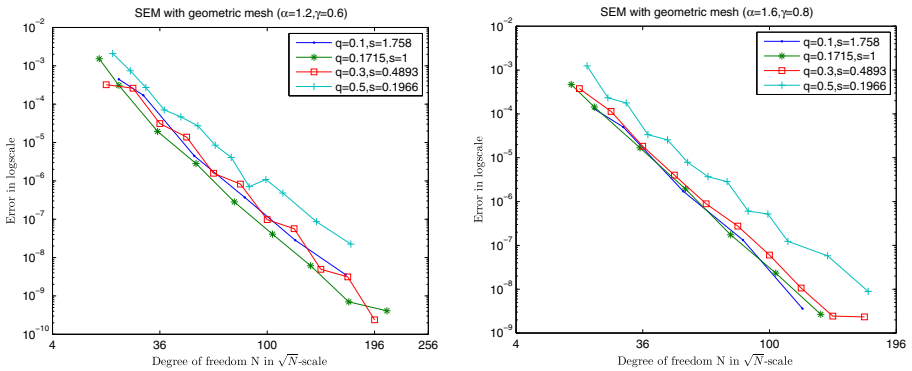 SEM with geometric mesh (α=1.2,γ=0.6)
10^-2
10^-3
10^-4
10^-5
10^-6
10^-7
10^-8
10^-9
10^-10
Error in logscale
q=0.1,s=1.758
q=0.1715,s=1
q=0.3,s=0.4893
q=0.5,s=0.1966
4 36 100 196 256
Degree of freedom N in √N-scale
SEM with geometric mesh (α=1.6,γ=0.8)
10^-2
10^-3
10^-4
10^-5
10^-6
10^-7
10^-8
10^-9
Error in logscale
q=0.1,s=1.758
q=0.1715,s=1
q=0.3,s=0.4893
q=0.5,s=0.1966
4 36 100 196
Degree of freedom N in √N-scale